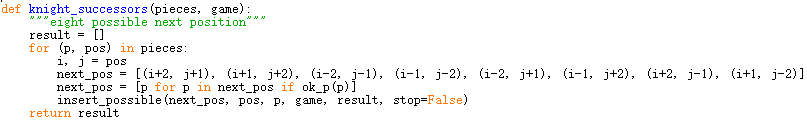 def knight_successors(pieces, game):
    """eight possible next position"""
    result = []
    for (p, pos) in pieces:
        i, j = pos
        next_pos = [(i+2, j+1), (i+1, j+2), (i-2, j-1), (i-1, j-2), (i-2, j+1), (i-1, j+2), (i+2, j-1), (i+1, j-2)]
        next_pos = [p for p in next_pos if ok_p(p)]
        insert_possible(next_pos, pos, p, game, result, stop=False)
    return result